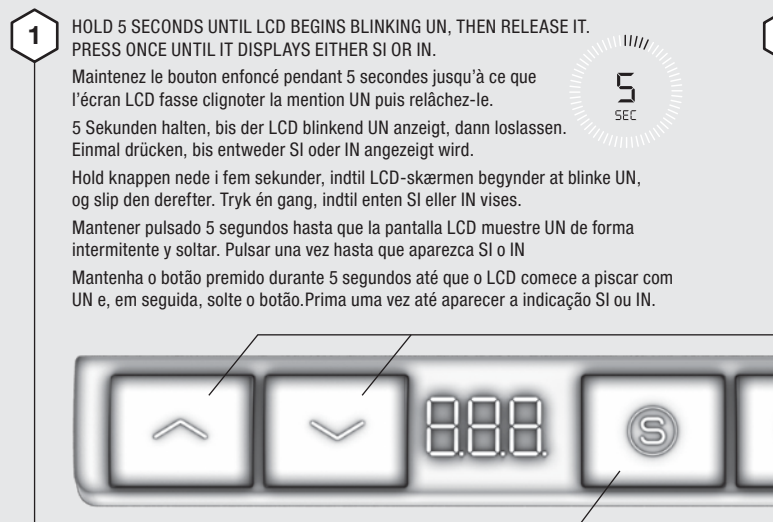 1
HOLD 5 SECONDS UNTIL LCD BEGINS BLINKING UN, THEN RELEASE IT.
PRESS ONCE UNTIL IT DISPLAYS EITHER SI OR IN.
Maintenez le bouton enfoncé pendant 5 secondes jusqu'à ce que
l'écran LCD fasse clignoter la mention UN puis relâchez-le.
5 Sekunden halten, bis der LCD blinkend UN anzeigt, dann loslassen.
Einmal drücken, bis entweder SI oder IN angezeigt wird.
Hold knappen nede i fem sekunder, indtil LCD-skærmen begynder at blinke UN,
og slip den derefter. Tryk én gang, indtil enten SI eller IN vises.
Mantener pulsado 5 segundos hasta que la pantalla LCD muestre UN de forma
intermitente y soltar. Pulsar una vez hasta que aparezca SI o IN
Mantenha o botão premido durante 5 segundos até que o LCD comece a piscar com
UN e, em seguida, solte o botão.Prima uma vez até aparecer a indicação SI ou IN.
5
SEC
8.8.8.
S